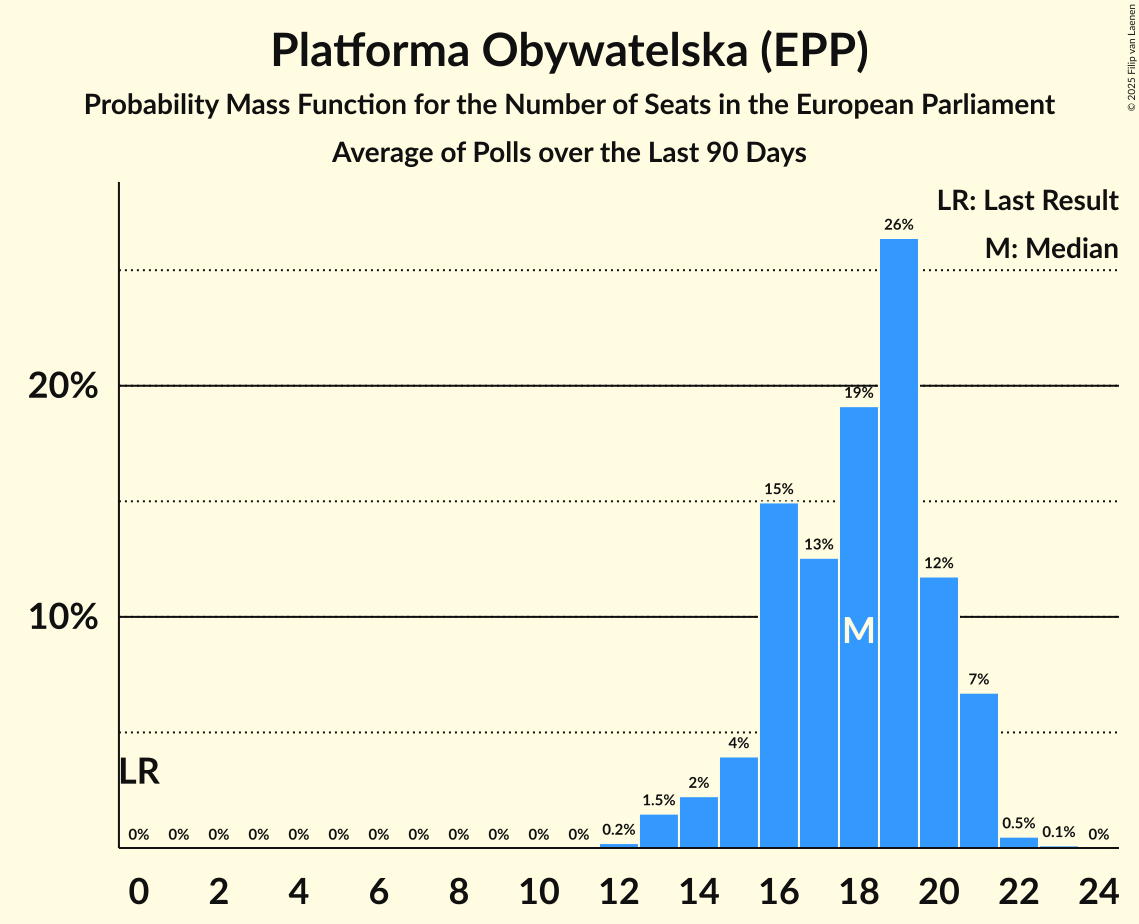 Platforma Obywatelska (EPP)
Probability Mass Function for the Number of Seats in the European Parliament
Average of Polls over the Last 90 Days
© 2025 Filip van Laenen
LR: Last Result
M: Median
26%
20%
19%
15%
13%
12%
M
10%
7%
4%
LR
2%
1.5%
0% 0% 0% 0% 0% 0% 0% 0% 0% 0% 0% 0% 0.2% 0.5% 0.1% 0%
0 2 4 6 8 10 12 14 16 18 20 22 24